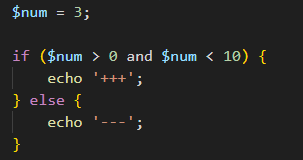 $num = 3;

if ($num > 0 and $num < 10) {
    echo '+++';
} else {
    echo '---';
}